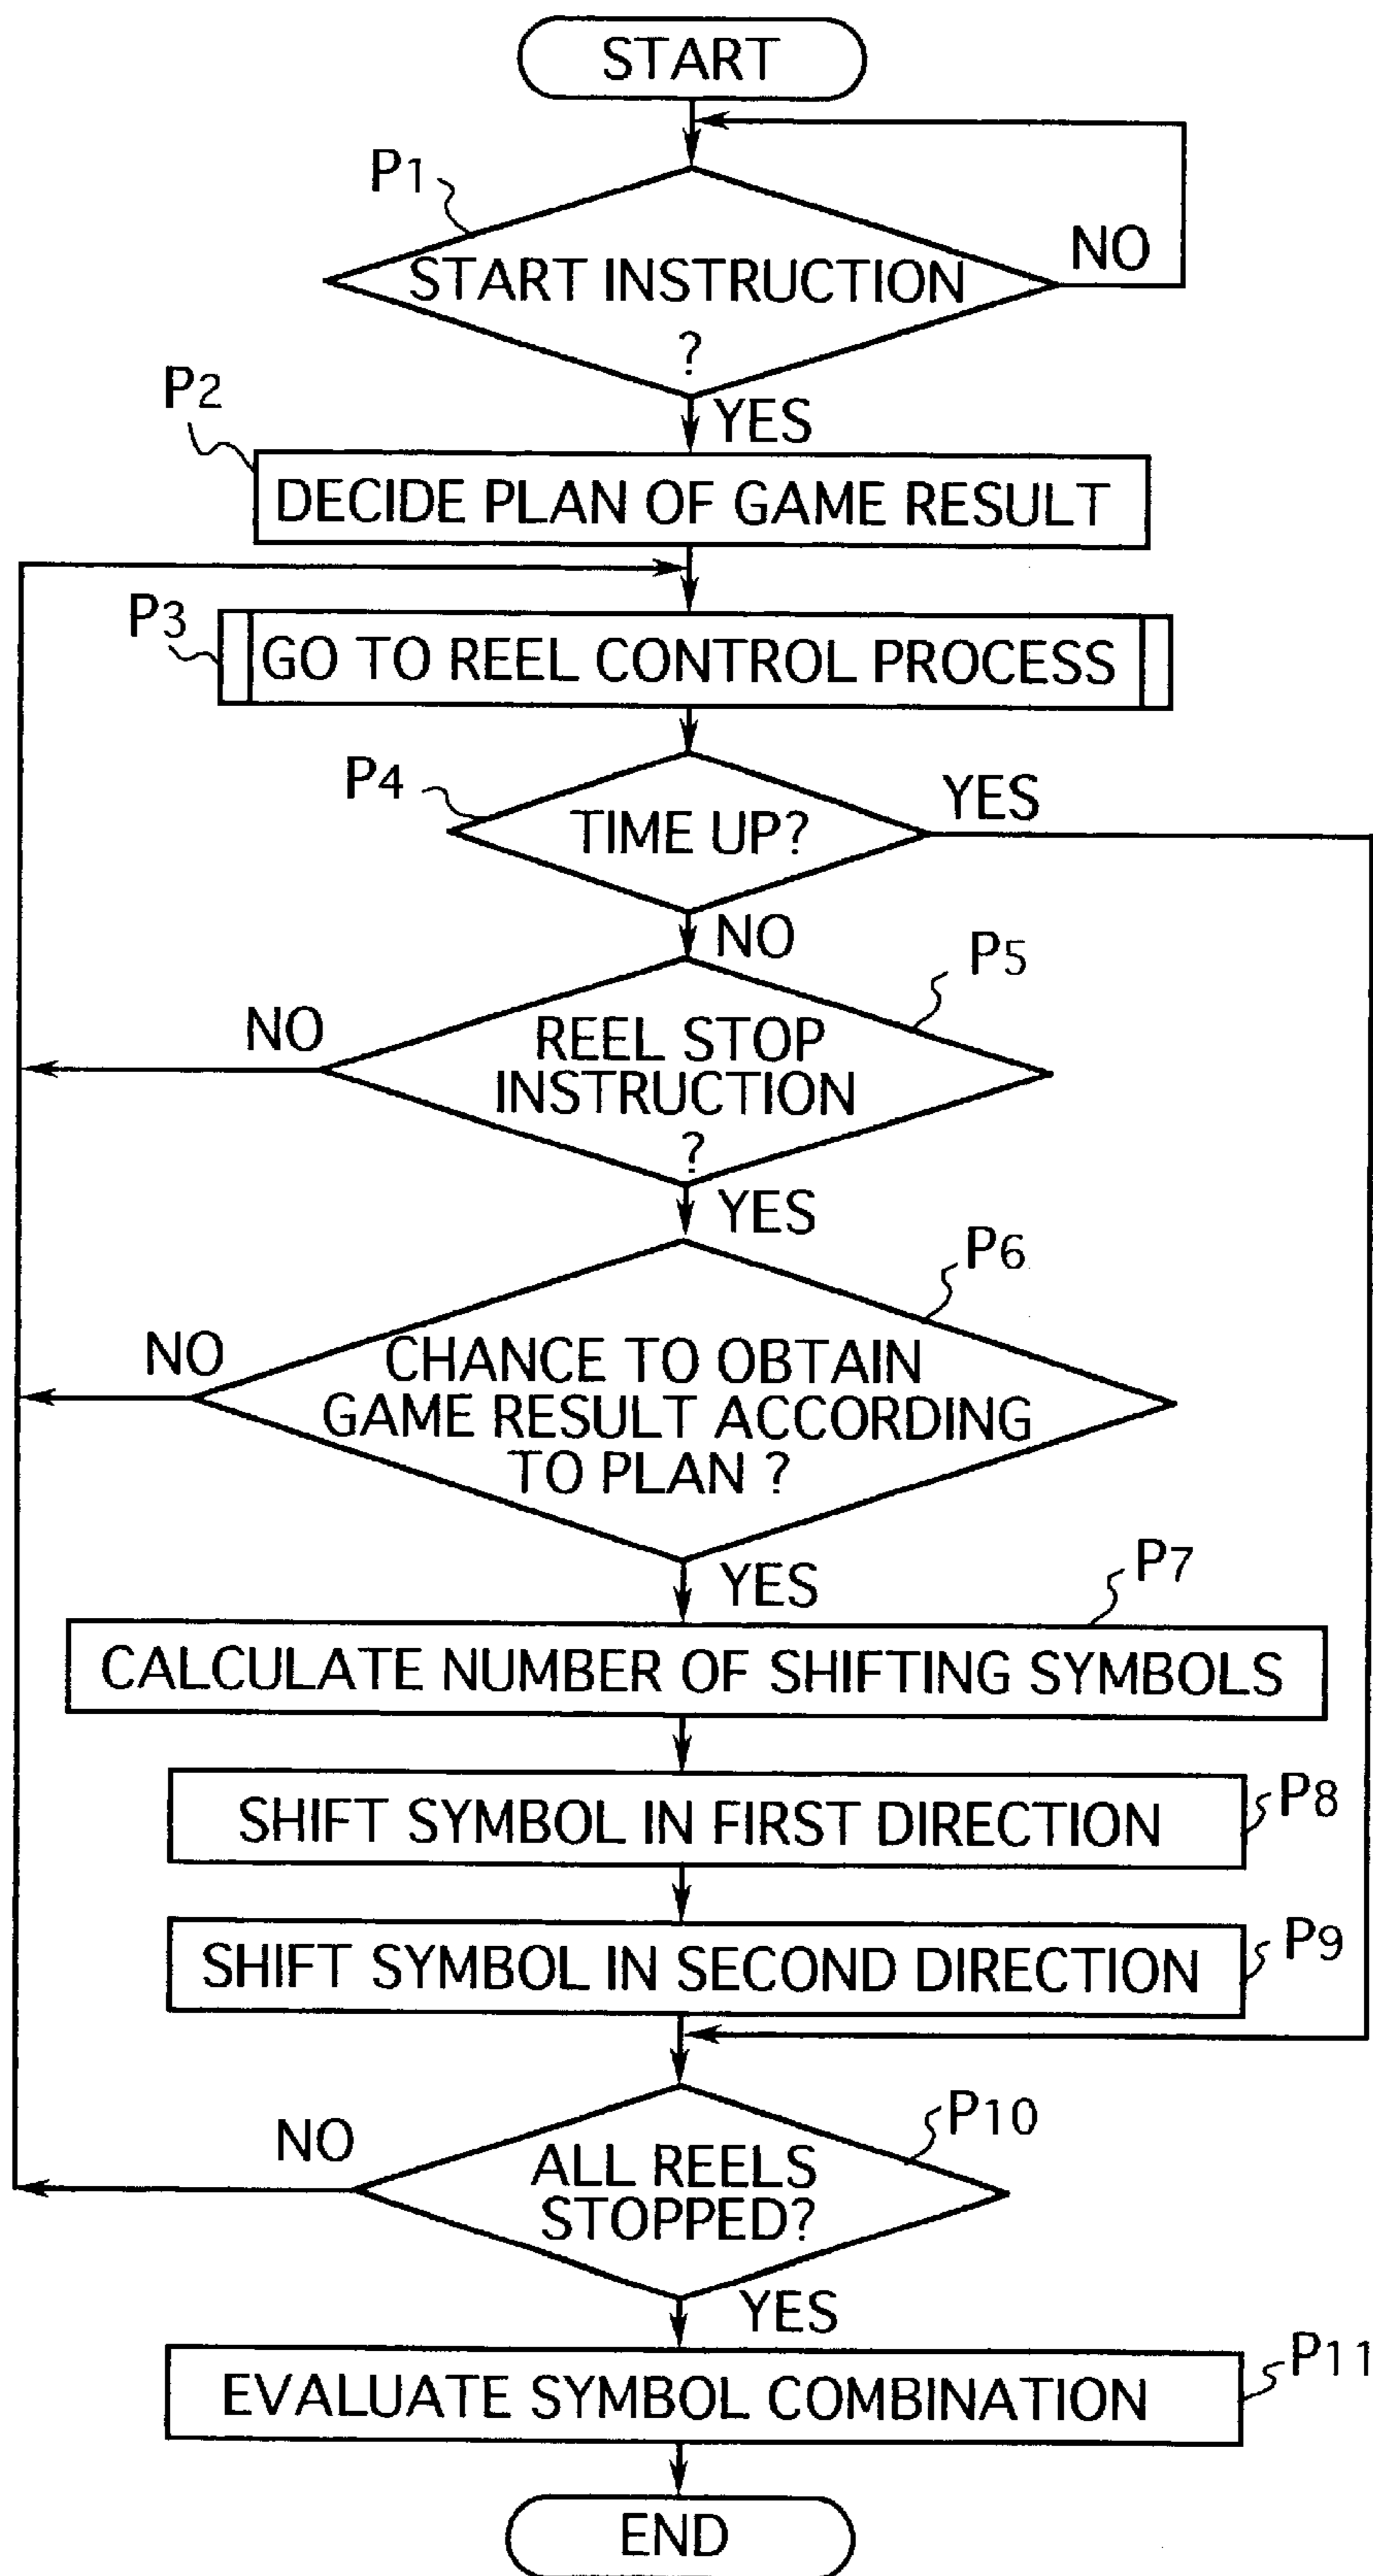 START
P1
NO
START INSTRUCTION
?
P2
YES
DECIDE PLAN OF GAME RESULT
P3
GO TO REEL CONTROL PROCESS
P4
YES
TIME UP?
NO
P5
NO
REEL STOP
INSTRUCTION
?
YES
P6
NO
CHANCE TO OBTAIN
GAME RESULT ACCORDING
TO PLAN ?
YES
P7
CALCULATE NUMBER OF SHIFTING SYMBOLS
P8
SHIFT SYMBOL IN FIRST DIRECTION
P9
SHIFT SYMBOL IN SECOND DIRECTION
P10
NO
ALL REELS
STOPPED?
YES
P11
EVALUATE SYMBOL COMBINATION
END